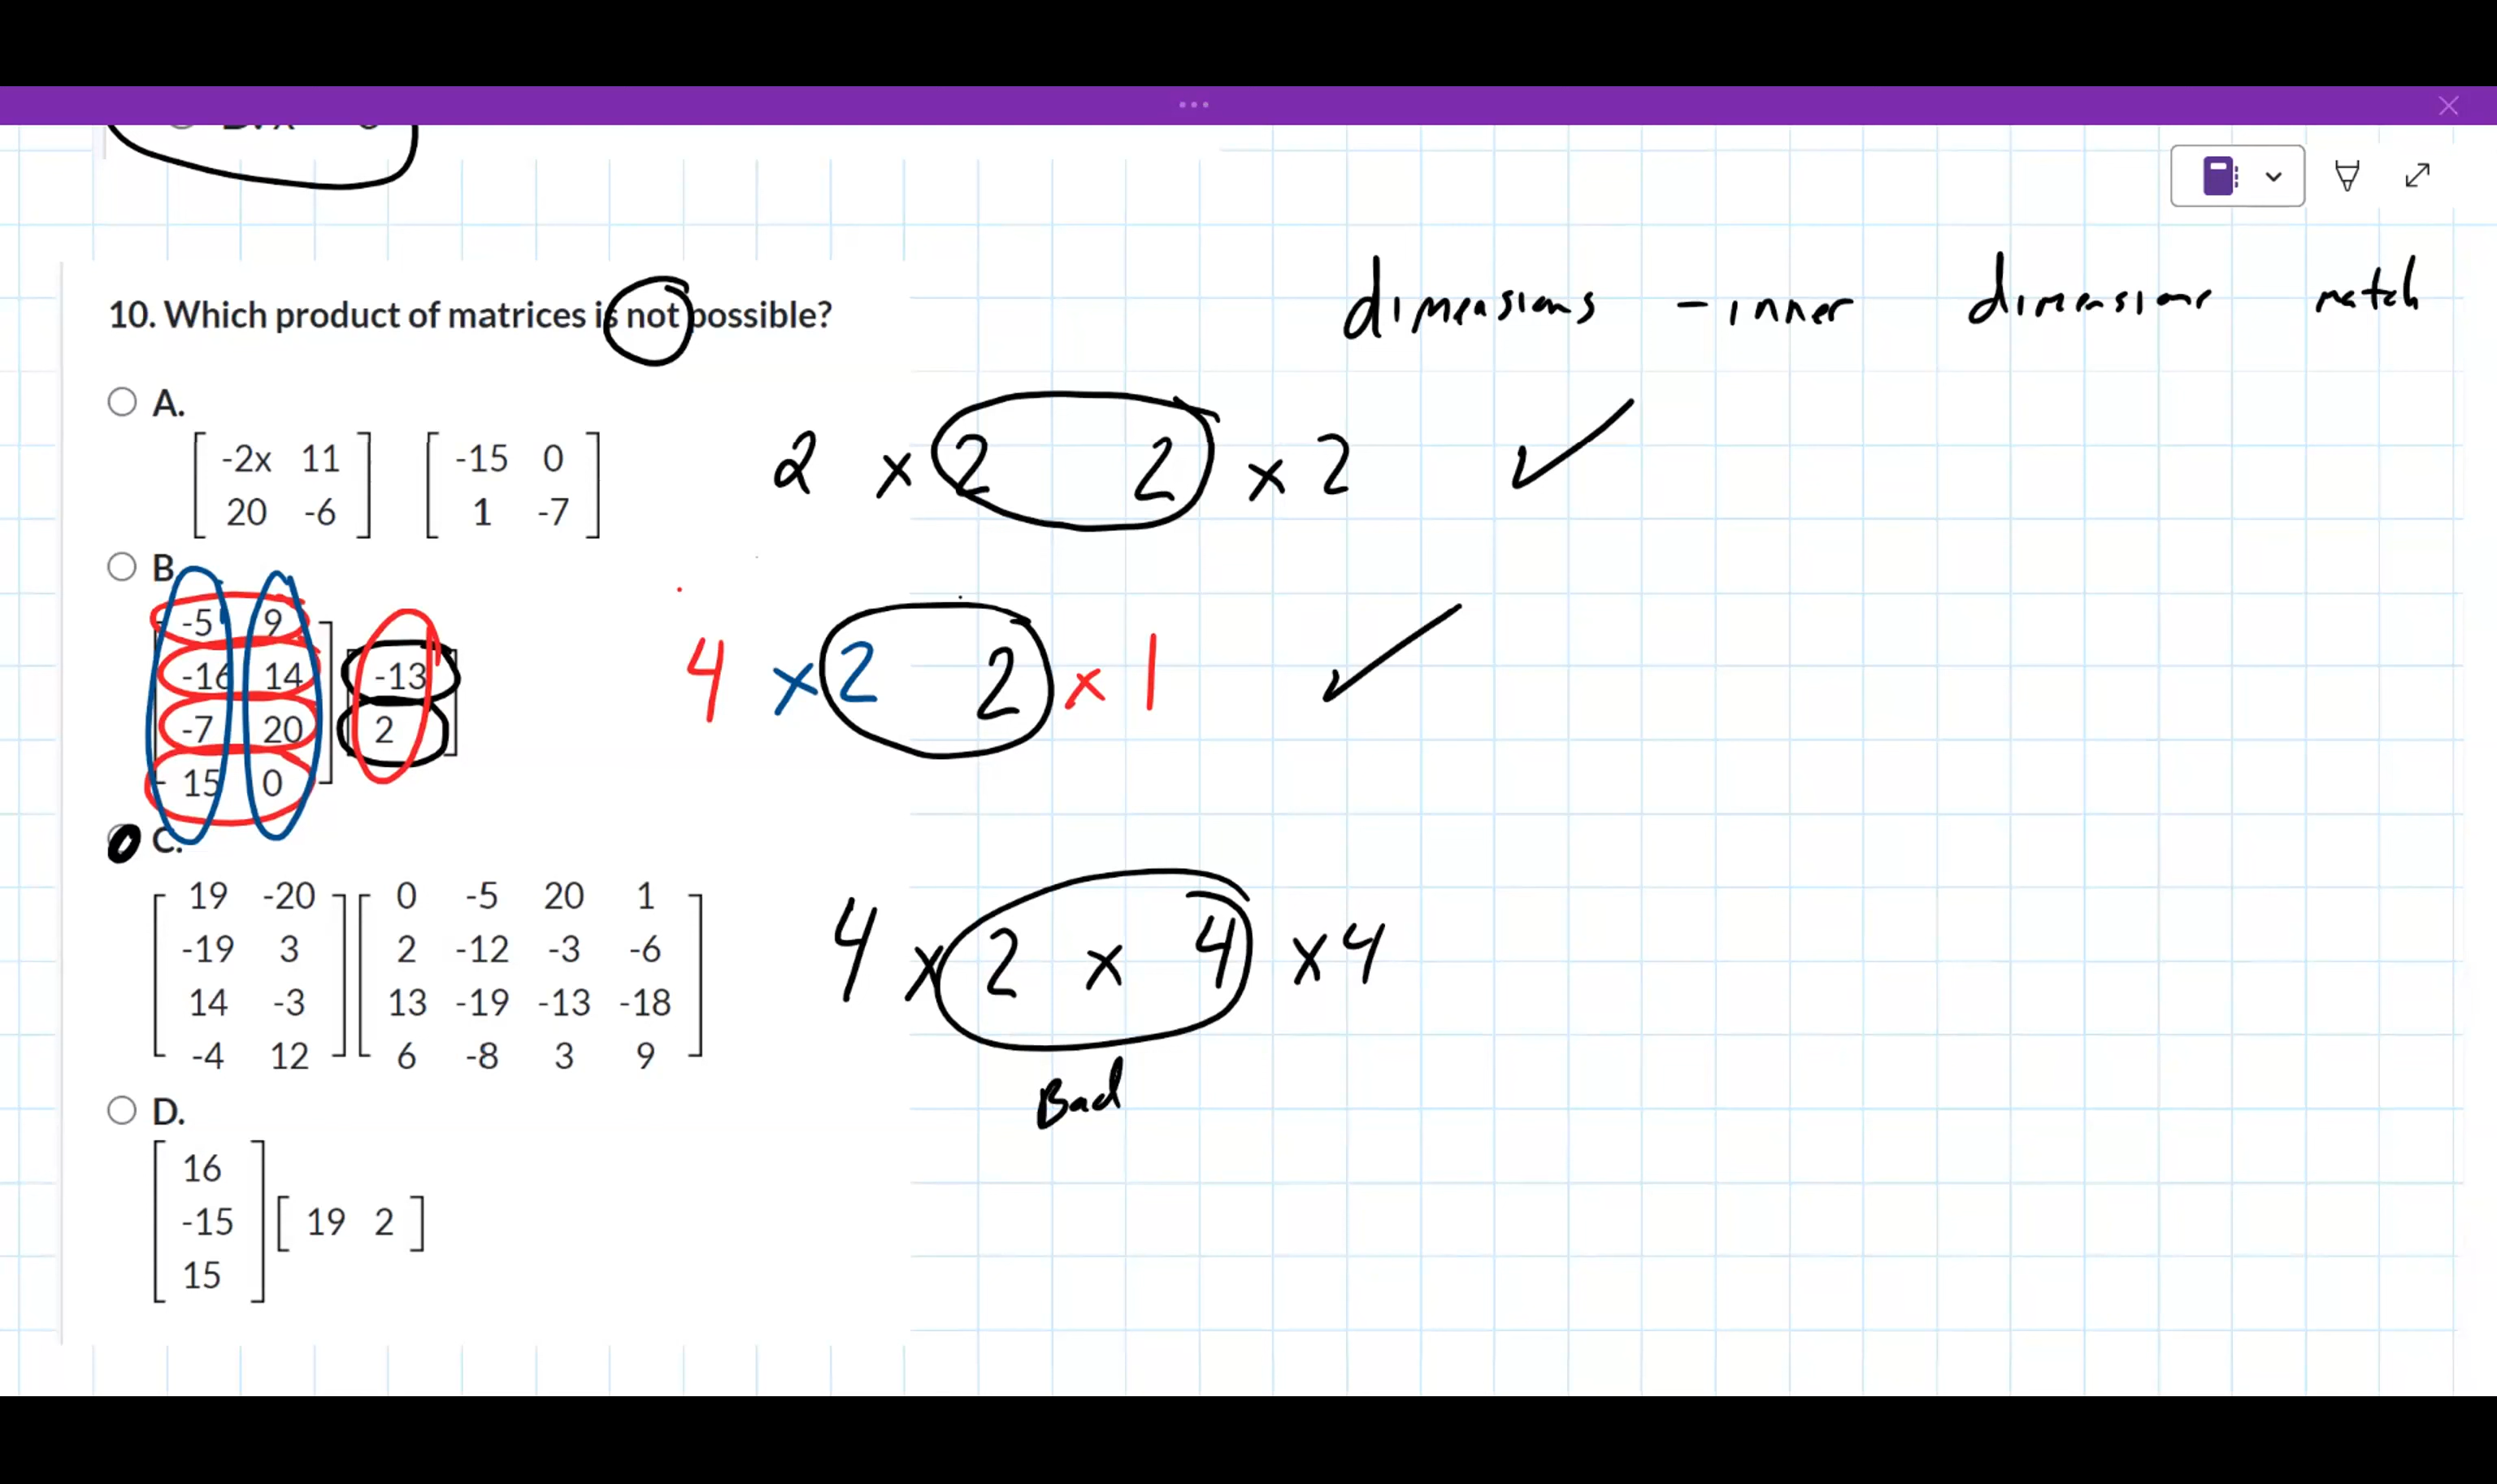 10. Which product of matrices is not possible?
dimensions - inner dimensions match
A.
-2x 11 -15 0
20 -6 1 -7
2 x 2 2 x 2 ✓
B.
-5 9
-16 14 -13
-7 20 2
15 0
4 x 2 2 x 1 ✓
C.
19 -20 0 -5 20 1
-19 3 2 -12 -3 -6
14 -3 13 -19 -13 -18
-4 12 6 -8 3 9
4 x 2 x 4 x 4
Bad
D.
16
-15 [ 19 2 ]
15